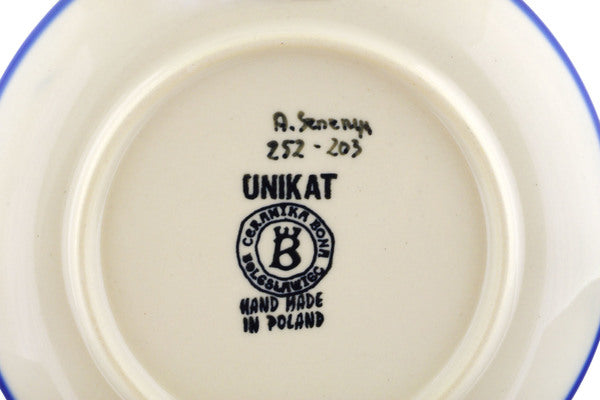 A.
252-203
UNIKAT
CERAMIKA BONA
B
BOLESŁAWIEC
HAND MADE
IN POLAND